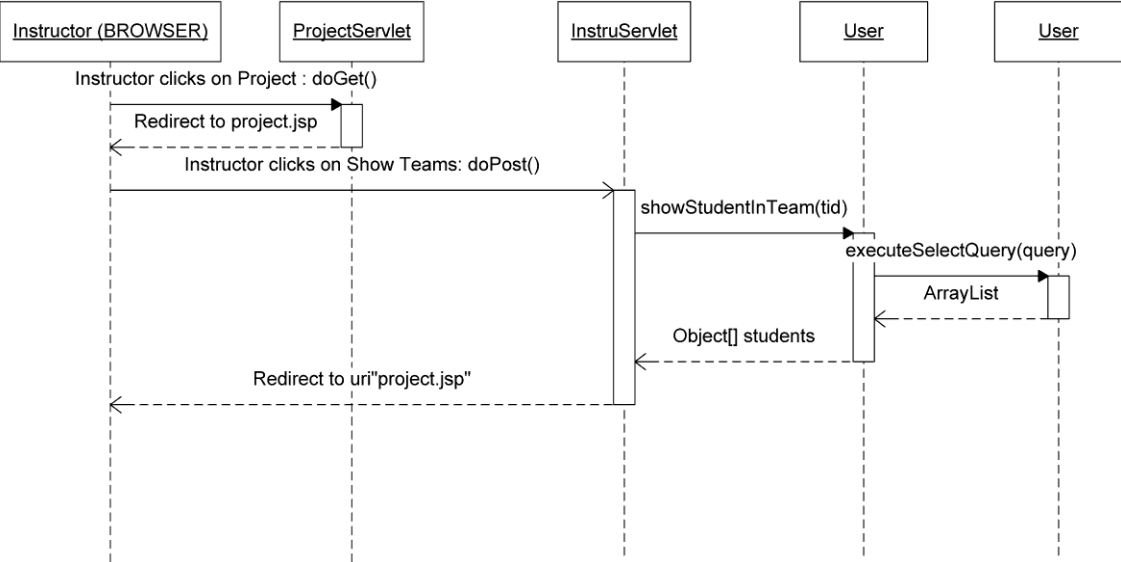 Instructor (BROWSER)
ProjectServlet
InstruServlet
User
User
Instructor clicks on Project : doGet()
Redirect to project.jsp
Instructor clicks on Show Teams: doPost()
showStudentInTeam(tid)
executeSelectQuery(query)
ArrayList
Object[] students
Redirect to uri"project.jsp"